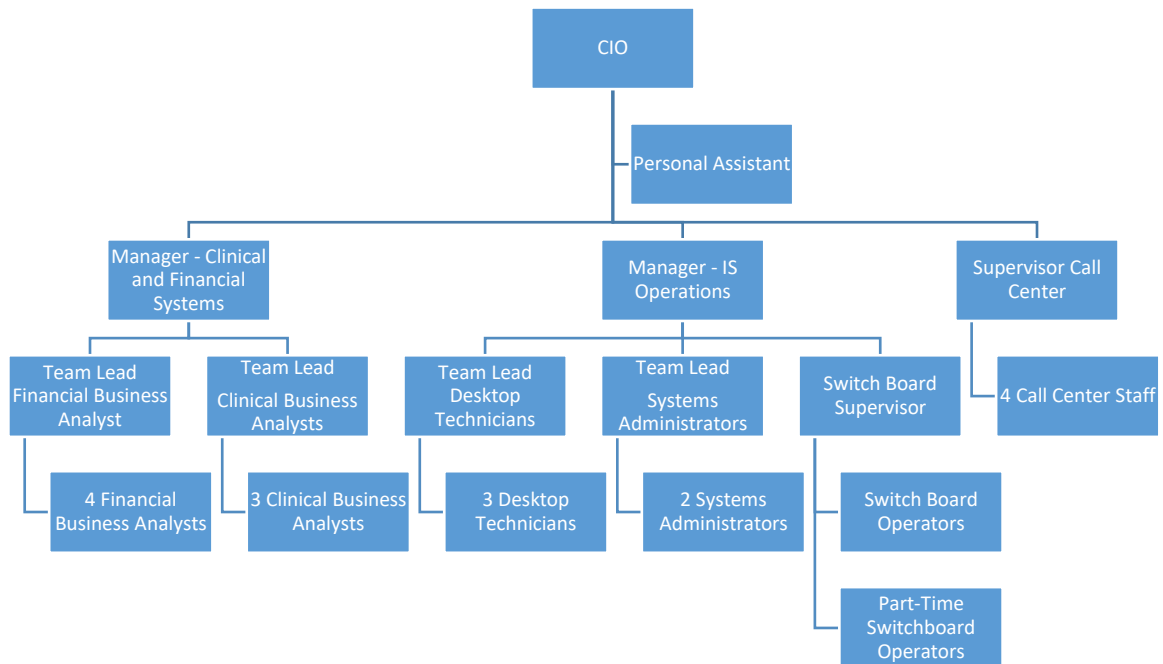 CIO
Personal Assistant
Manager - Clinical
and Financial
Systems
Manager - IS
Operations
Supervisor Call
Center
Team Lead
Financial Business
Analyst
Team Lead
Clinical Business
Analysts
Team Lead
Desktop
Technicians
Team Lead
Systems
Administrators
Switch Board
Supervisor
4 Call Center Staff
4 Financial
Business Analysts
3 Clinical Business
Analysts
3 Desktop
Technicians
2 Systems
Administrators
Switch Board
Operators
Part-Time
Switchboard
Operators